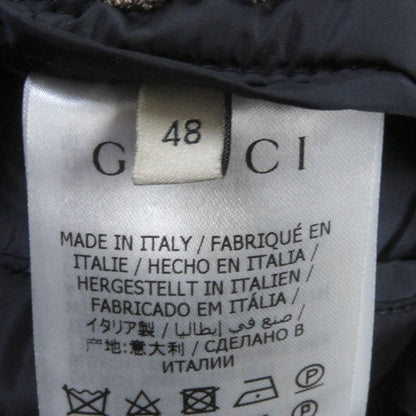 48
G CI
MADE IN ITALY / FABRIQUÉ EN
ITALIE / HECHO EN ITALIA /
HERGESTELLT IN ITALIEN /
FABRICADO EM ITÁLIA /
イタリア製 / صنع في إيطاليا /
产地:意大利 / СДЕЛАНО В
ИТАЛИИ
P
P